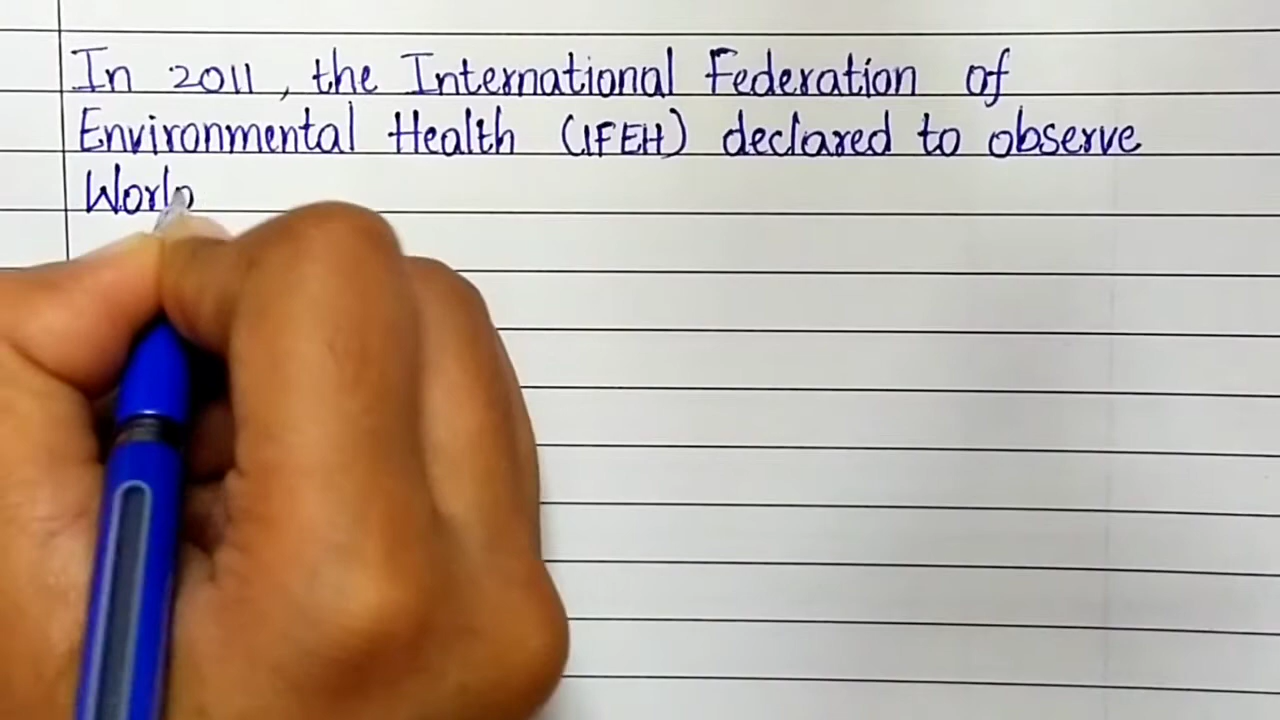 In 2011, the International Federation of
Environmental Health (IFEH) declared to observe